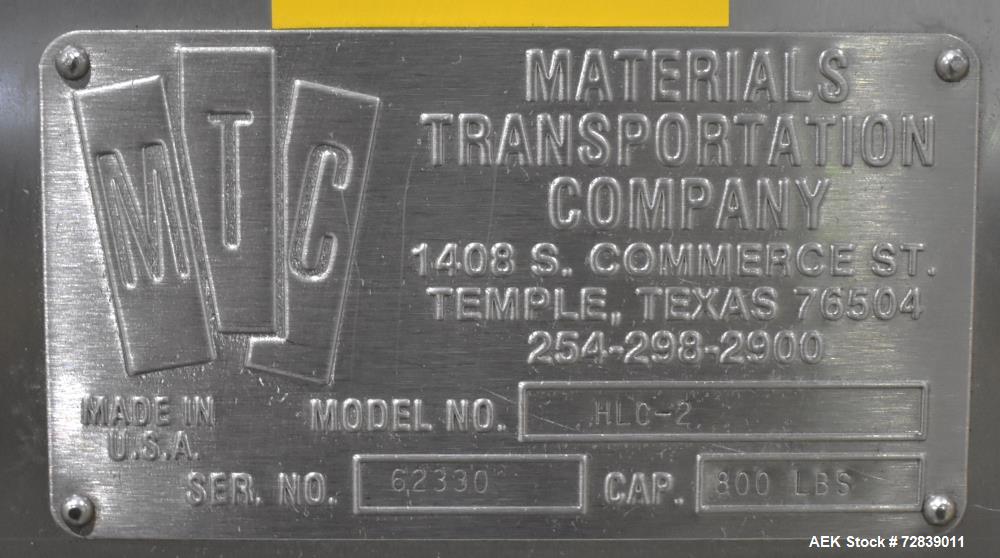 MTC
MATERIALS
TRANSPORTATION
COMPANY
1408 S. COMMERCE ST.
TEMPLE, TEXAS 76504
254-298-2900
MADE IN
U.S.A.
MODEL NO. HLC-2
SER. NO. 62330 CAP. 800 LBS
AEK Stock #72839011